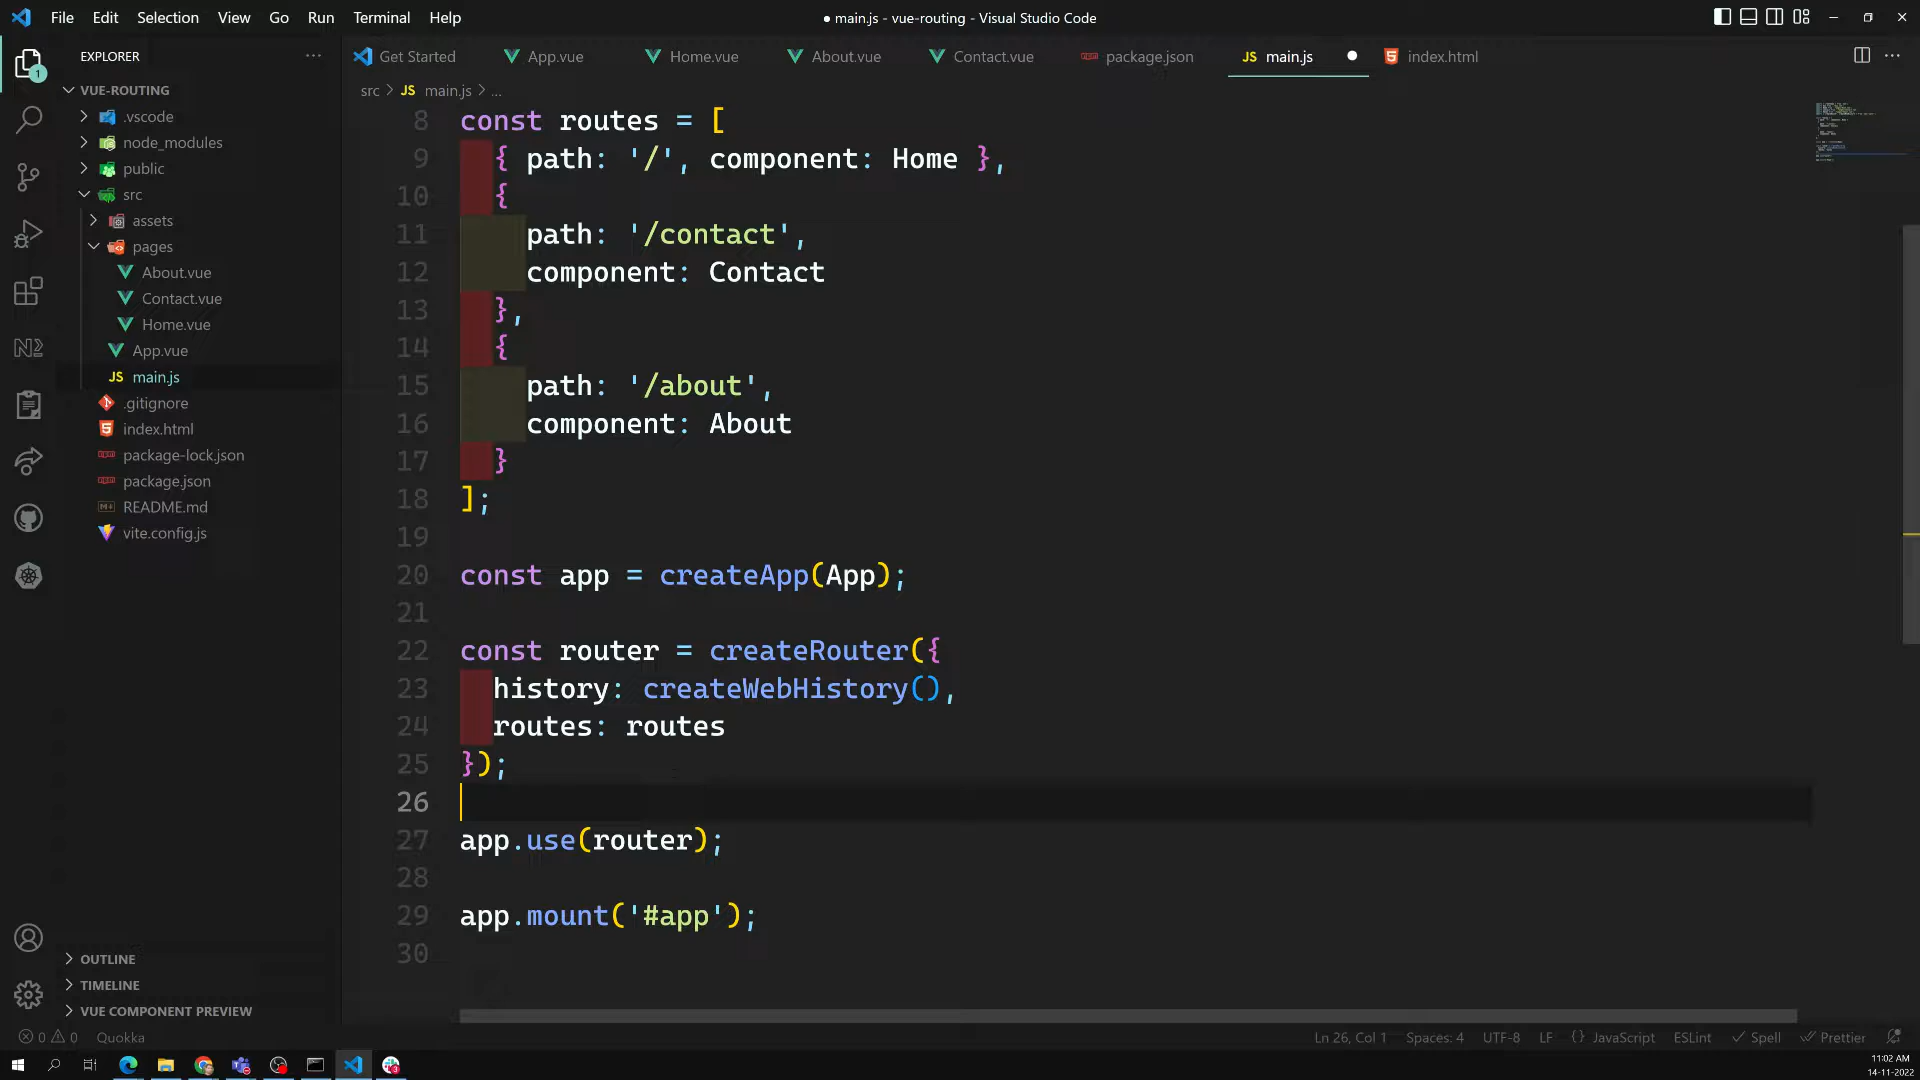 File Edit Selection View Go Run Terminal Help
● main.js - vue-routing - Visual Studio Code
EXPLORER
Get Started App.vue Home.vue About.vue Contact.vue package.json JS main.js index.html
VUE-ROUTING
src > JS main.js > ...
.vscode
node_modules
public
src
assets
pages
About.vue
Contact.vue
Home.vue
App.vue
JS main.js
.gitignore
index.html
package-lock.json
package.json
README.md
vite.config.js
8 const routes = [
9 { path: '/', component: Home },
10 {
11 path: '/contact',
12 component: Contact
13 },
14 {
15 path: '/about',
16 component: About
17 }
18 ];
19
20 const app = createApp(App);
21
22 const router = createRouter({
23 history: createWebHistory(),
24 routes: routes
25 });
26
27 app.use(router);
28
29 app.mount('#app');
30
OUTLINE
TIMELINE
VUE COMPONENT PREVIEW
0 0 Quokka
Ln 26, Col 1 Spaces: 4 UTF-8 LF {} JavaScript ESLint Spell Prettier
11:02 AM
14-11-2022